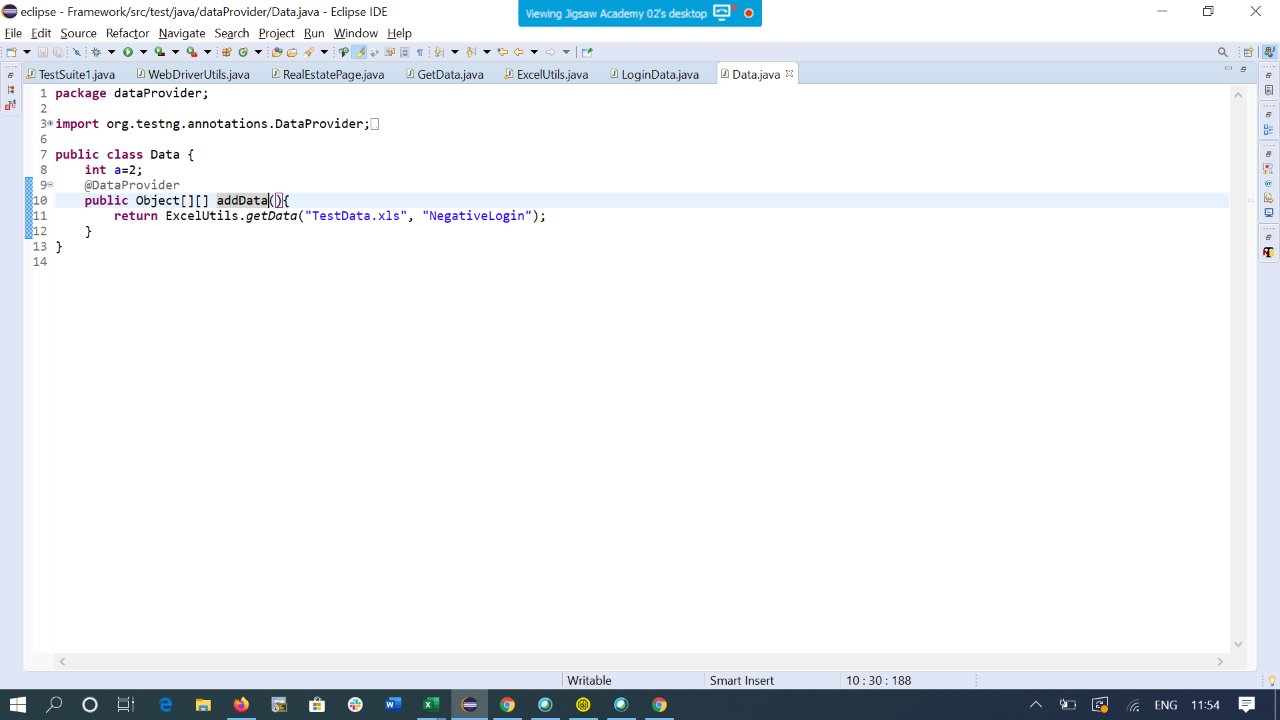 eclipse - Framework/src/test/java/dataProvider/Data.java - Eclipse IDE
Viewing Jigsaw Academy 02's desktop
File Edit Source Refactor Navigate Search Project Run Window Help
TestSuite1.java WebDriverUtils.java RealEstatePage.java GetData.java ExcelUtils.java LoginData.java Data.java
1 package dataProvider;
2
3 import org.testng.annotations.DataProvider;
6
7 public class Data {
8 int a=2;
9 @DataProvider
10 public Object[][] addData(){
11 return ExcelUtils.getData("TestData.xls", "NegativeLogin");
12 }
13 }
14
Writable Smart Insert 10 : 30 : 188
ENG 11:54